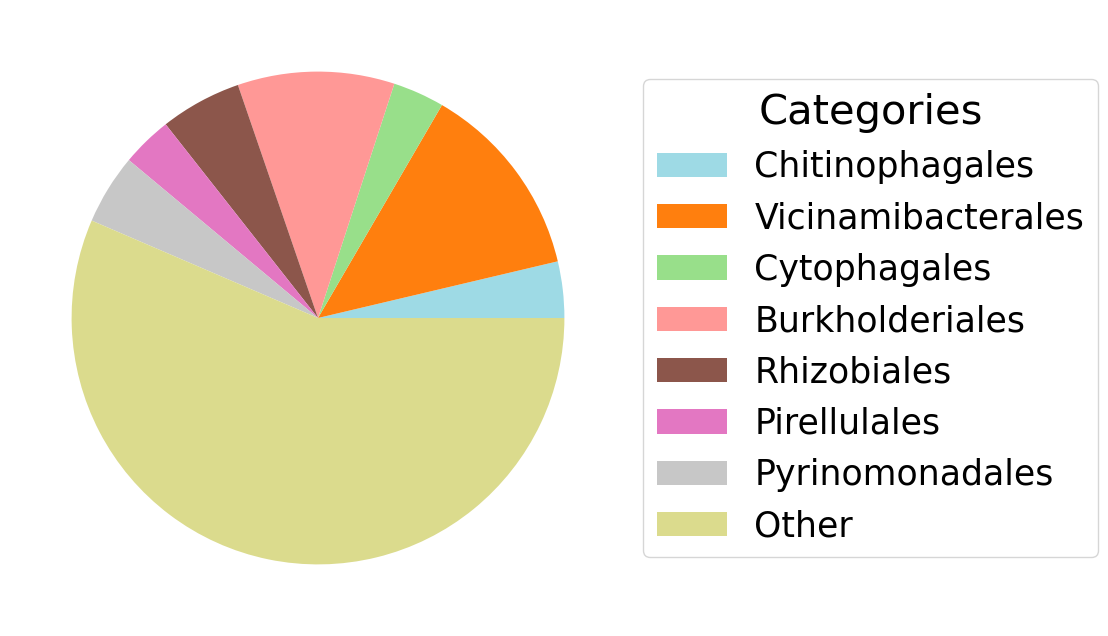 Categories
Chitinophagales
Vicinamibacterales
Cytophagales
Burkholderiales
Rhizobiales
Pirellulales
Pyrinomonadales
Other